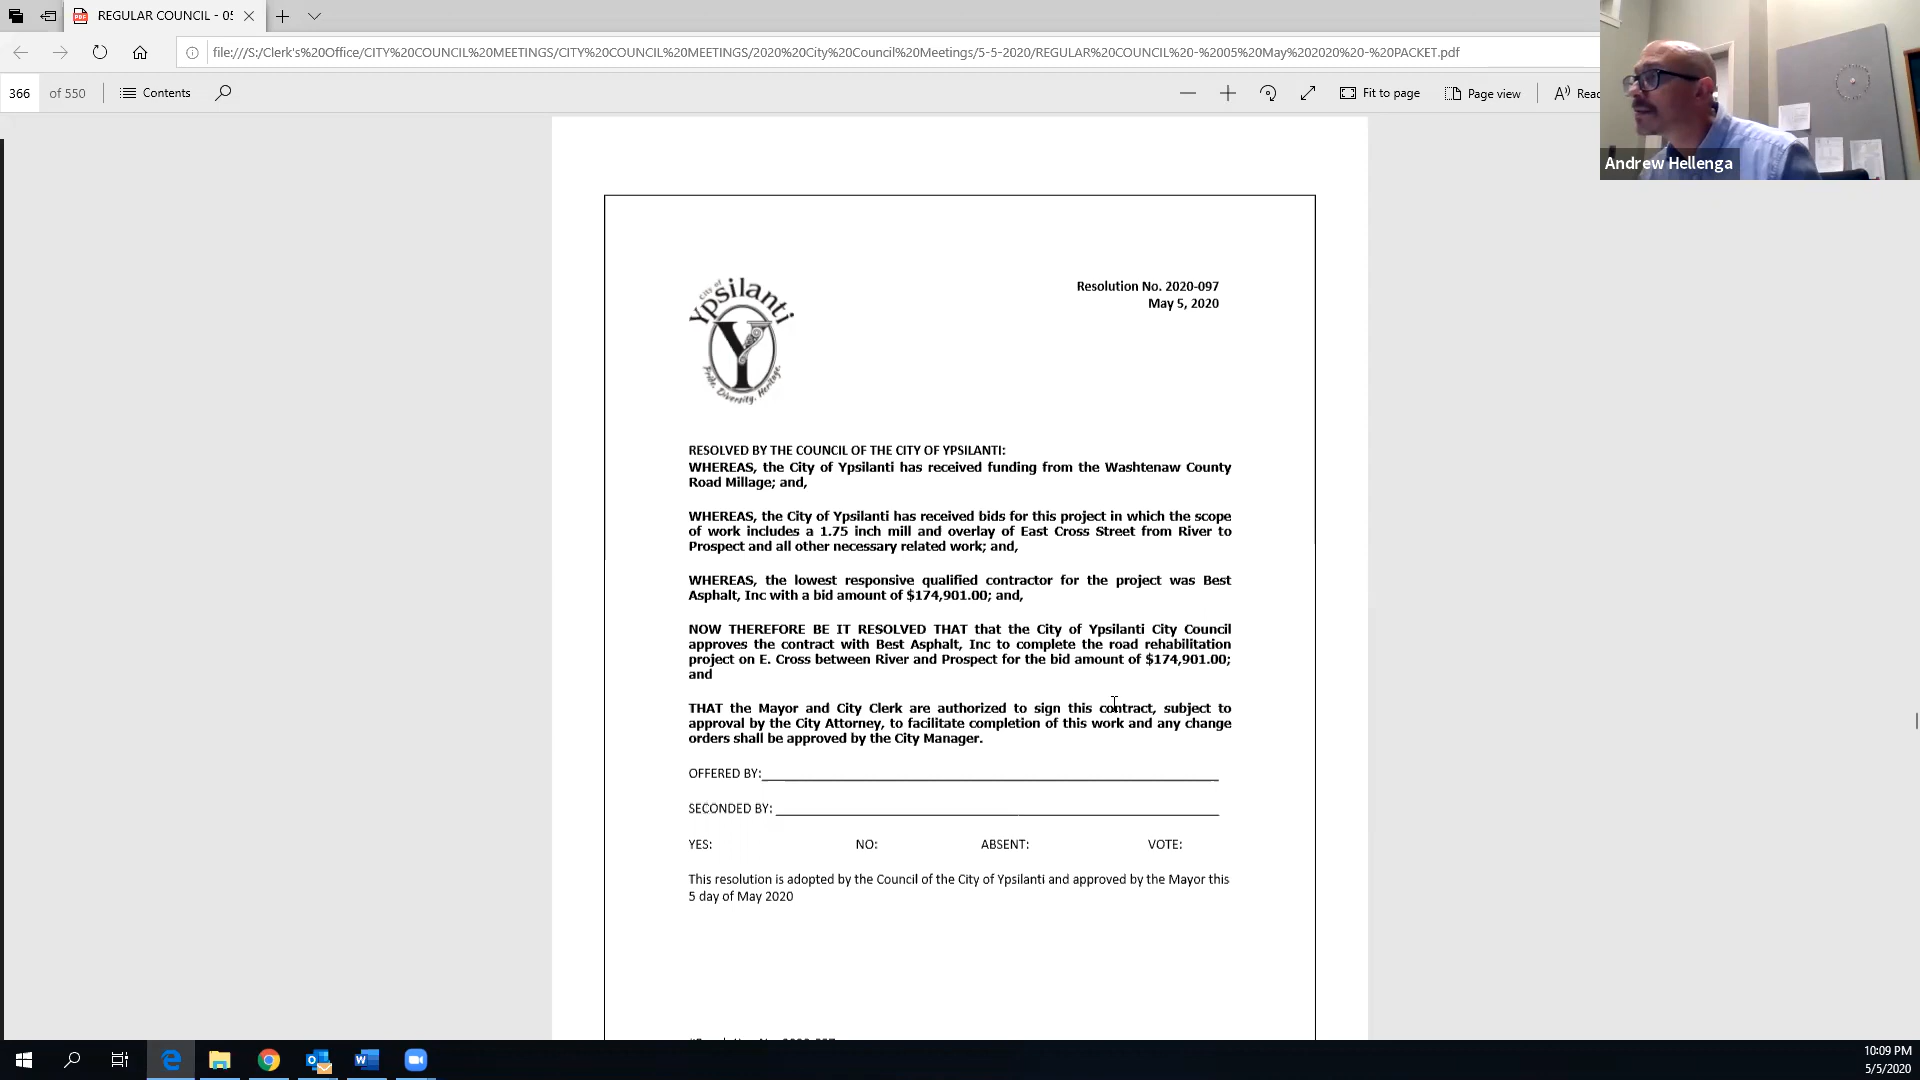 REGULAR COUNCIL - 05
file:///S:/Clerk's%20Office/CITY%20COUNCIL%20MEETINGS/CITY%20COUNCIL%20MEETINGS/2020%20City%20Council%20Meetings/5-5-2020/REGULAR%20COUNCIL%20-%2005%20May%202020%20-%20PACKET.pdf
366 of 550 Contents Fit to page Page view Reac
Andrew Hellenga
Resolution No. 2020-097
May 5, 2020
City of
Ypsilanti
Y
Pride. Diversity. Heritage.
RESOLVED BY THE COUNCIL OF THE CITY OF YPSILANTI:
WHEREAS, the City of Ypsilanti has received funding from the Washtenaw County
Road Millage; and,
WHEREAS, the City of Ypsilanti has received bids for this project in which the scope
of work includes a 1.75 inch mill and overlay of East Cross Street from River to
Prospect and all other necessary related work; and,
WHEREAS, the lowest responsive qualified contractor for the project was Best
Asphalt, Inc with a bid amount of $174,901.00; and,
NOW THEREFORE BE IT RESOLVED THAT that the City of Ypsilanti City Council
approves the contract with Best Asphalt, Inc to complete the road rehabilitation
project on E. Cross between River and Prospect for the bid amount of $174,901.00;
and
THAT the Mayor and City Clerk are authorized to sign this contract, subject to
approval by the City Attorney, to facilitate completion of this work and any change
orders shall be approved by the City Manager.
OFFERED BY:
SECONDED BY:
YES: NO: ABSENT: VOTE:
This resolution is adopted by the Council of the City of Ypsilanti and approved by the Mayor this
5 day of May 2020
10:09 PM
5/5/2020